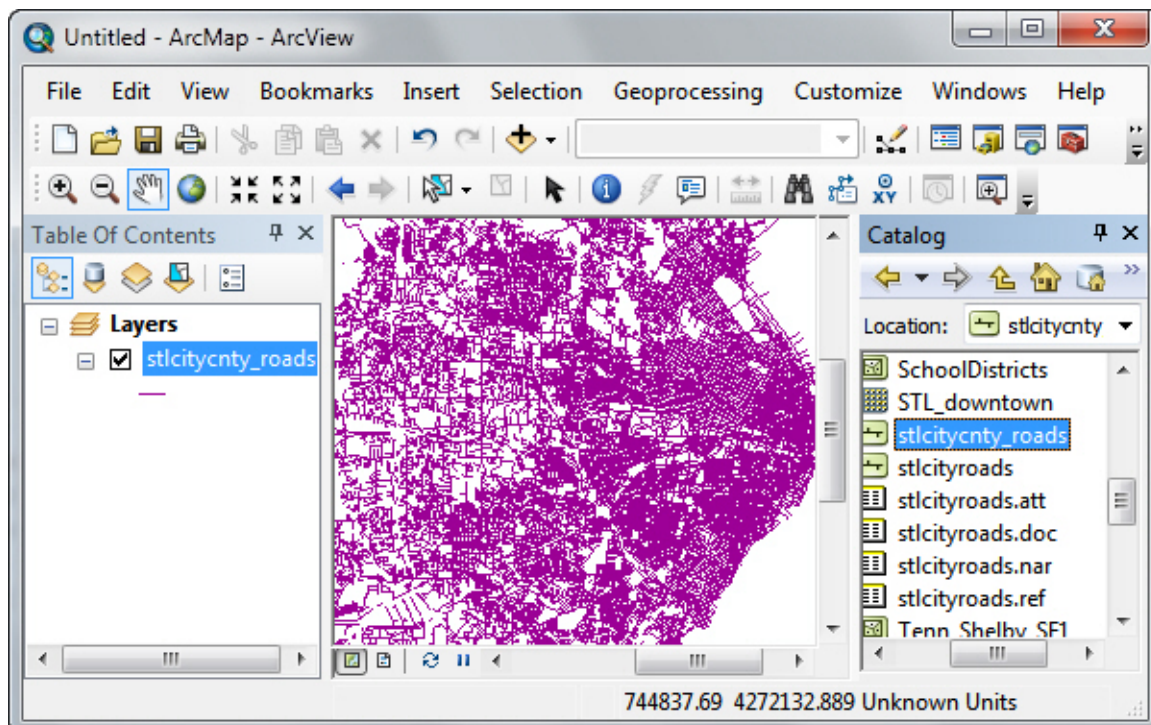 Untitled - ArcMap - ArcView
File Edit View Bookmarks Insert Selection Geoprocessing Customize Windows Help
XY
Table Of Contents
Layers
stlcitycnty_roads
Catalog
Location: stlcitycnty
SchoolDistricts
STL_downtown
stlcitycnty_roads
stlcityroads
stlcityroads.att
stlcityroads.doc
stlcityroads.nar
stlcityroads.ref
Tenn_Shelby_SF1
744837.69 4272132.889 Unknown Units